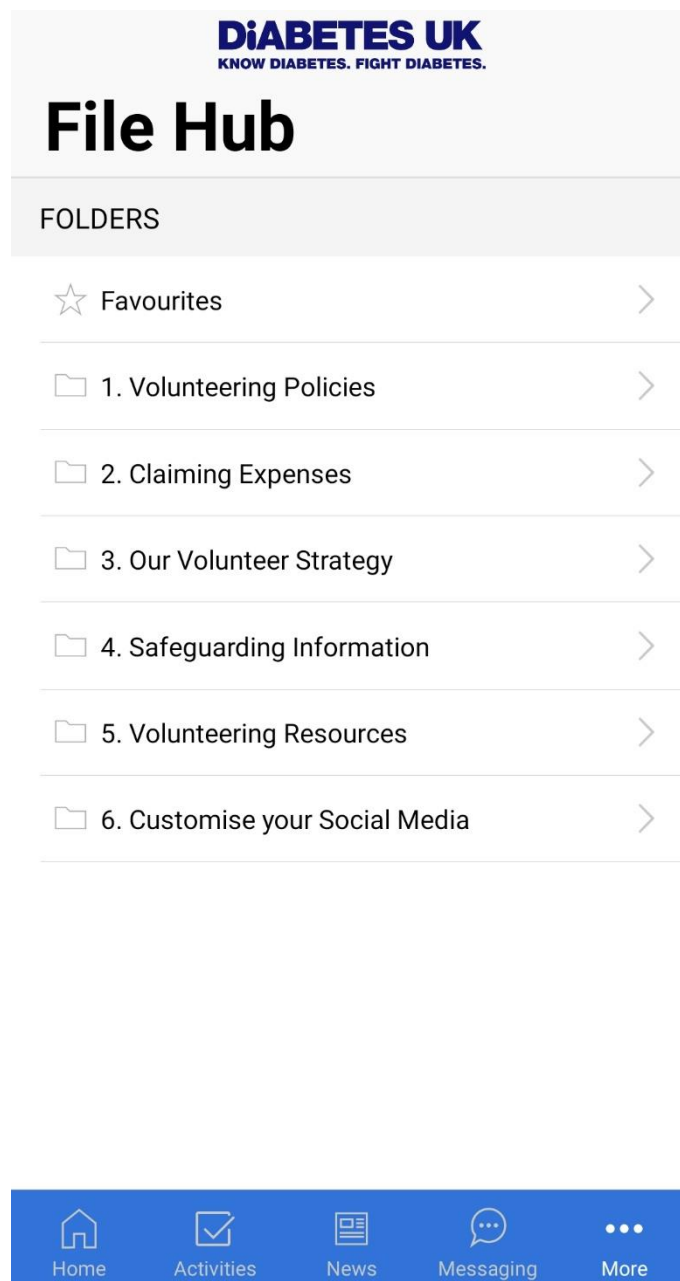 DiABETES UK
KNOW DIABETES. FIGHT DIABETES.
File Hub
FOLDERS
Favourites
1. Volunteering Policies
2. Claiming Expenses
3. Our Volunteer Strategy
4. Safeguarding Information
5. Volunteering Resources
6. Customise your Social Media
Home Activities News Messaging More